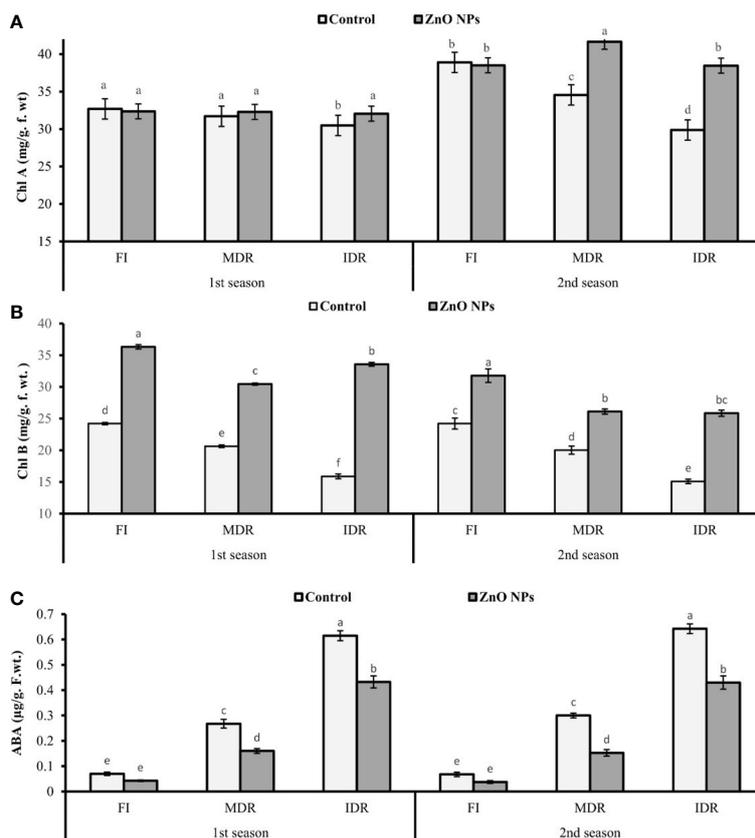 A
Control ZnO NPs
Chl A (mg/g. f. wt)
40
35
30
25
20
15
a a a a b a b b c a d b
FI MDR IDR FI MDR IDR
1st season 2nd season
B
Control ZnO NPs
Chl B (mg/g. f. wt.)
40
35
30
25
20
15
10
d a e c f b c a d b e bc
FI MDR IDR FI MDR IDR
1st season 2nd season
C
Control ZnO NPs
ABA (µg/g. F.wt.)
0.7
0.6
0.5
0.4
0.3
0.2
0.1
0
e e c d a b e e c d a b
FI MDR IDR FI MDR IDR
1st season 2nd season